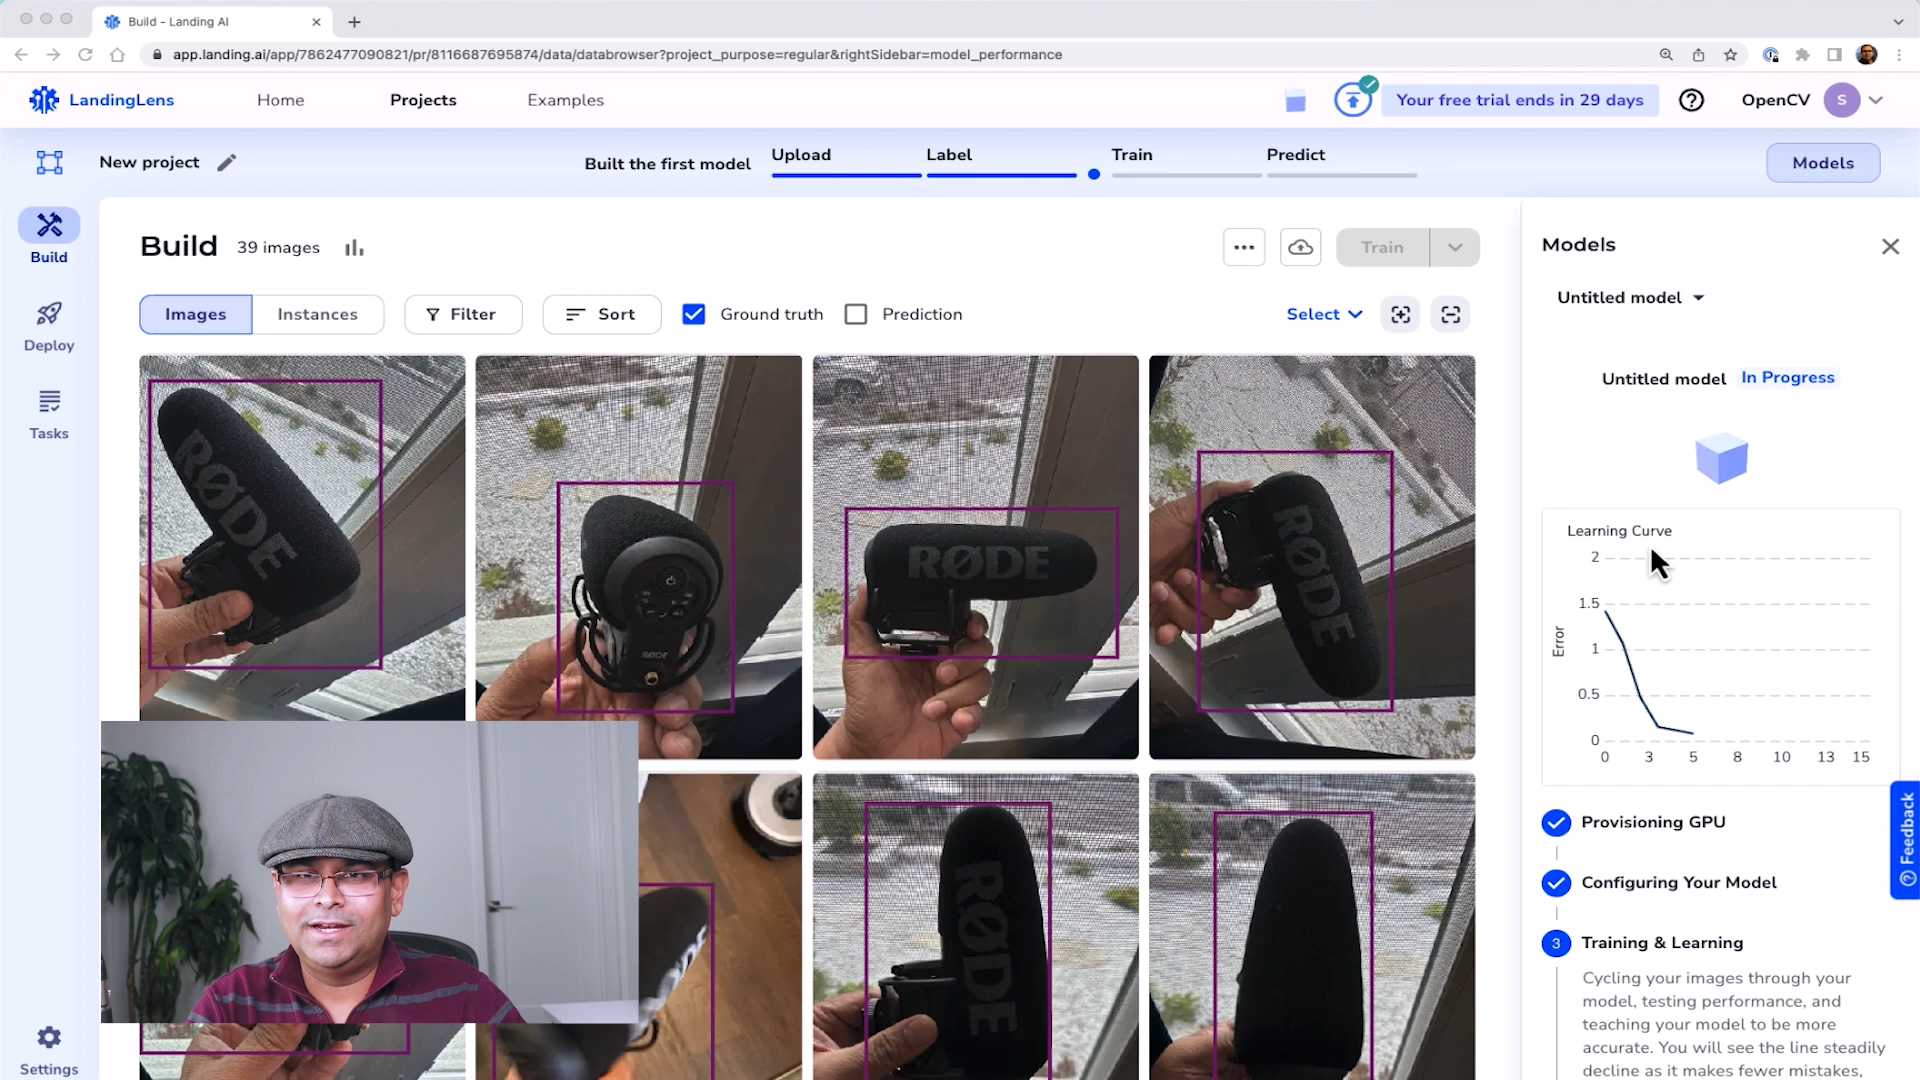 Build - Landing AI
app.landing.ai/app/7862477090821/pr/8116687695874/data/databrowser?project_purpose=regular&rightSidebar=model_performance
LandingLens
Home
Projects
Examples
Your free trial ends in 29 days
OpenCV
S
New project
Built the first model
Upload
Label
Train
Predict
Models
Build
Deploy
Tasks
Settings
Build
39 images
Train
Images
Instances
Filter
Sort
Ground truth
Prediction
Select
RØDE
RØDE
RØDE
RØDE
RØDE
Models
Untitled model
Untitled model
In Progress
Learning Curve
Error
2
1.5
1
0.5
0
0 3 5 8 10 13 15
Provisioning GPU
Configuring Your Model
3 Training & Learning
Cycling your images through your
model, testing performance, and
teaching your model to be more
accurate. You will see the line steadily
decline as it makes fewer mistakes,
Feedback